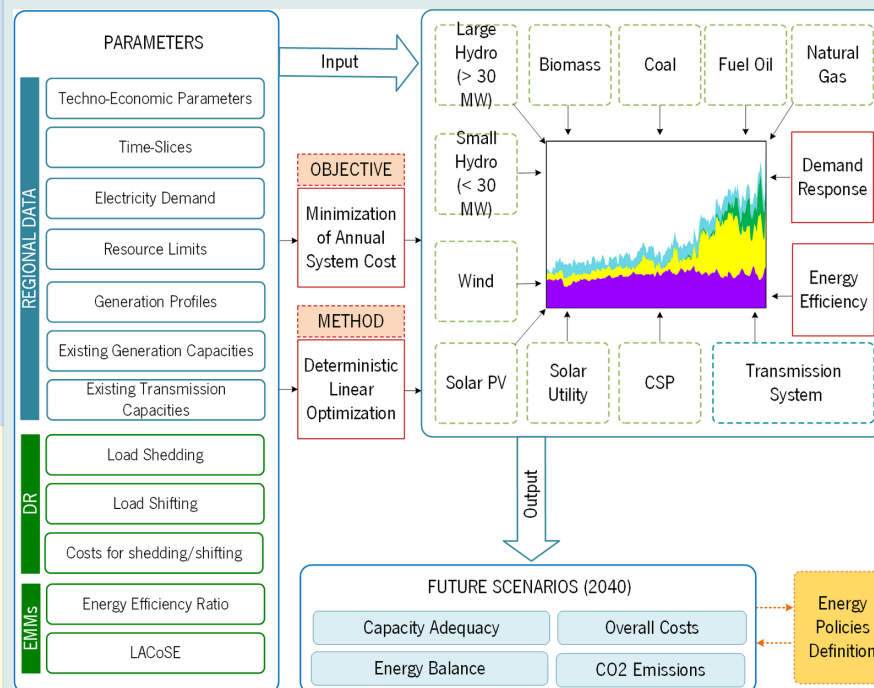 PARAMETERS
REGIONAL DATA
Techno-Economic Parameters
Time-Slices
Electricity Demand
Resource Limits
Generation Profiles
Existing Generation Capacities
Existing Transmission
Capacities
DR
Load Shedding
Load Shifting
Costs for shedding/shifting
EMMs
Energy Efficiency Ratio
LACoSE
Input
OBJECTIVE
Minimization
of Annual
System Cost
METHOD
Deterministic
Linear
Optimization
Large
Hydro
(> 30
MW)
Biomass
Coal
Fuel Oil
Natural
Gas
Small
Hydro
(< 30
MW)
Demand
Response
Wind
Energy
Efficiency
Solar PV
Solar
Utility
CSP
Transmission
System
Output
FUTURE SCENARIOS (2040)
Capacity Adequacy
Overall Costs
Energy Balance
CO2 Emissions
Energy
Policies
Definition